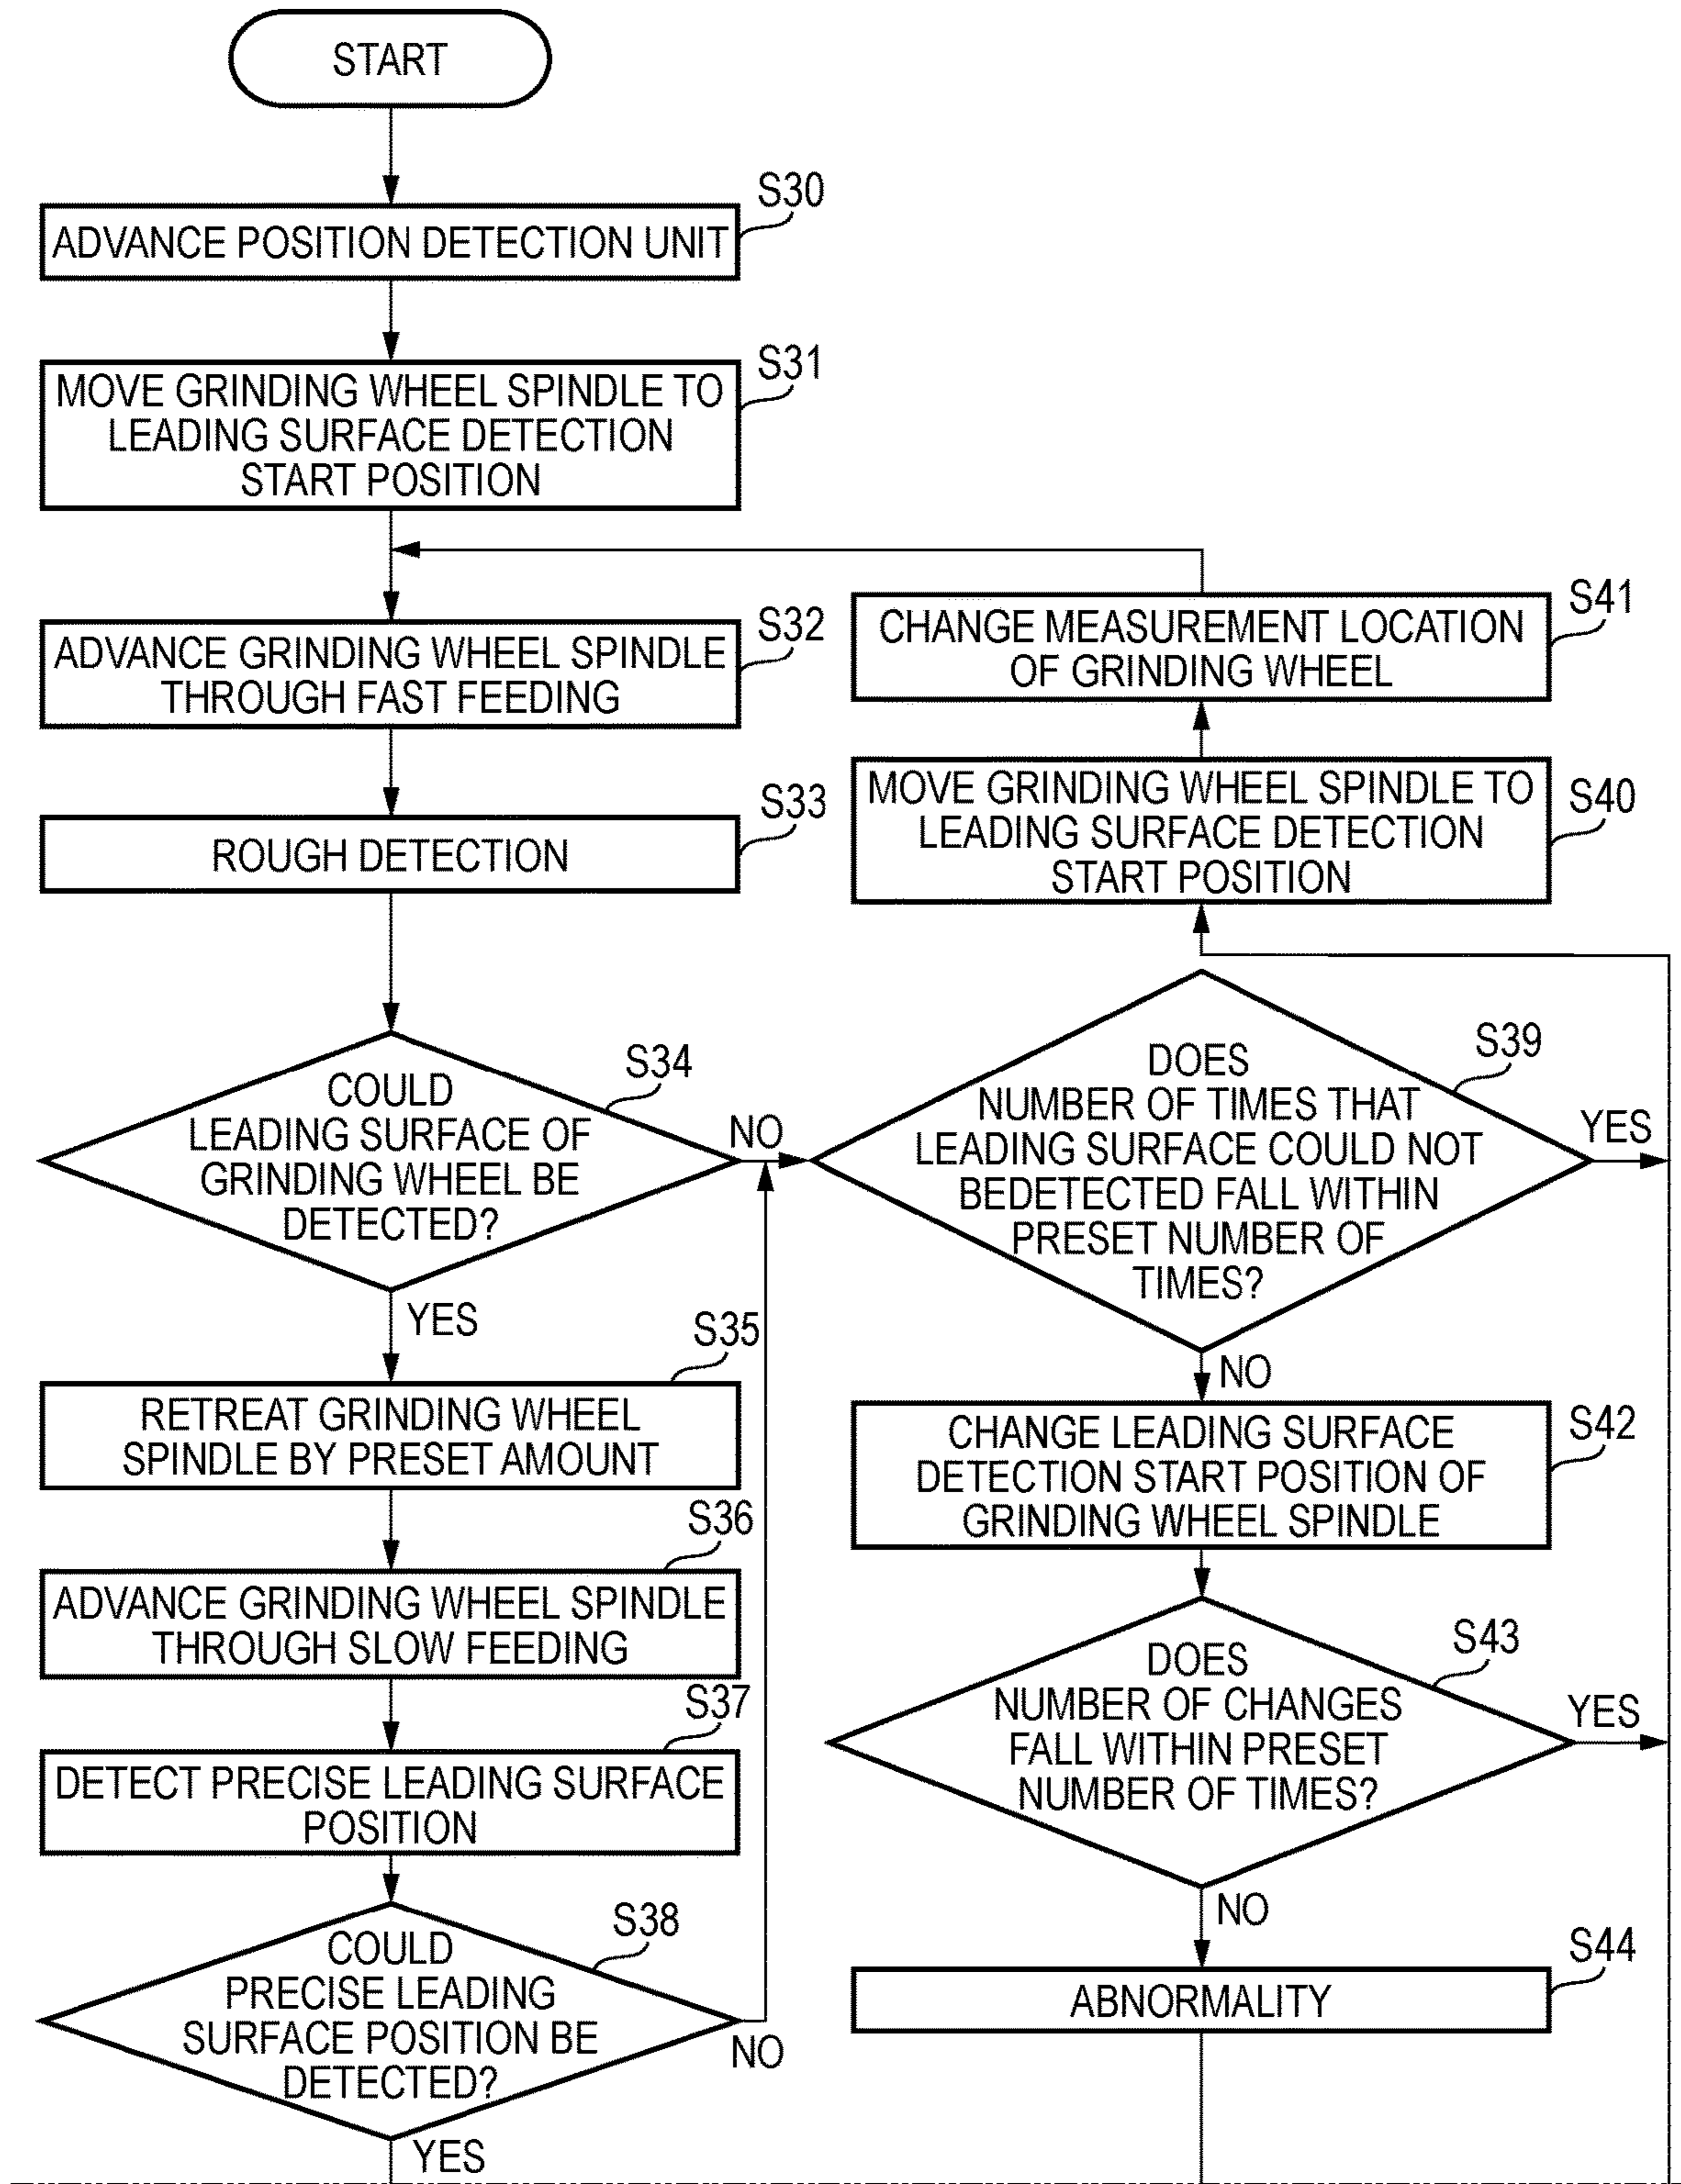 START
S30
ADVANCE POSITION DETECTION UNIT
S31
MOVE GRINDING WHEEL SPINDLE TO
LEADING SURFACE DETECTION
START POSITION
S32
ADVANCE GRINDING WHEEL SPINDLE
THROUGH FAST FEEDING
S33
ROUGH DETECTION
S34
COULD
LEADING SURFACE OF
GRINDING WHEEL BE
DETECTED?
NO
YES
S35
RETREAT GRINDING WHEEL
SPINDLE BY PRESET AMOUNT
S36
ADVANCE GRINDING WHEEL SPINDLE
THROUGH SLOW FEEDING
S37
DETECT PRECISE LEADING SURFACE
POSITION
S38
COULD
PRECISE LEADING
SURFACE POSITION BE
DETECTED?
NO
YES
S41
CHANGE MEASUREMENT LOCATION
OF GRINDING WHEEL
S40
MOVE GRINDING WHEEL SPINDLE TO
LEADING SURFACE DETECTION
START POSITION
S39
DOES
NUMBER OF TIMES THAT
LEADING SURFACE COULD NOT
BEDETECTED FALL WITHIN
PRESET NUMBER OF
TIMES?
YES
NO
S42
CHANGE LEADING SURFACE
DETECTION START POSITION OF
GRINDING WHEEL SPINDLE
S43
DOES
NUMBER OF CHANGES
FALL WITHIN PRESET
NUMBER OF TIMES?
YES
NO
S44
ABNORMALITY